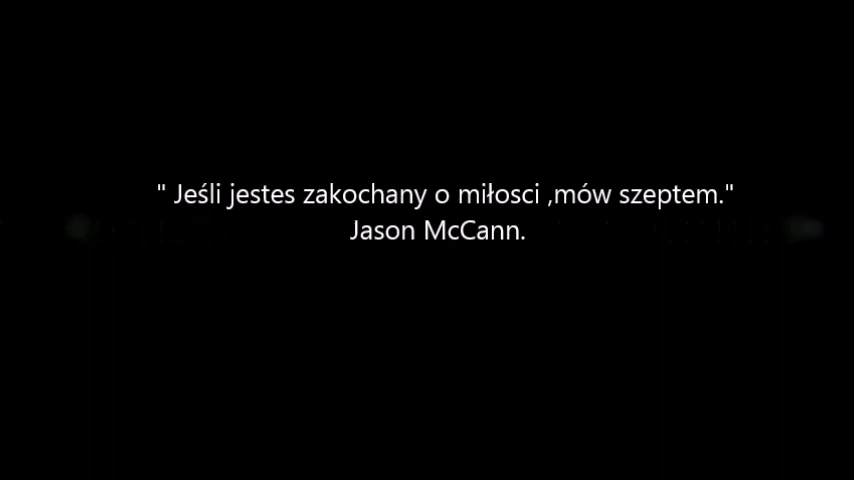 " Jeśli jestes zakochany o miłosci ,mów szeptem."
Jason McCann.